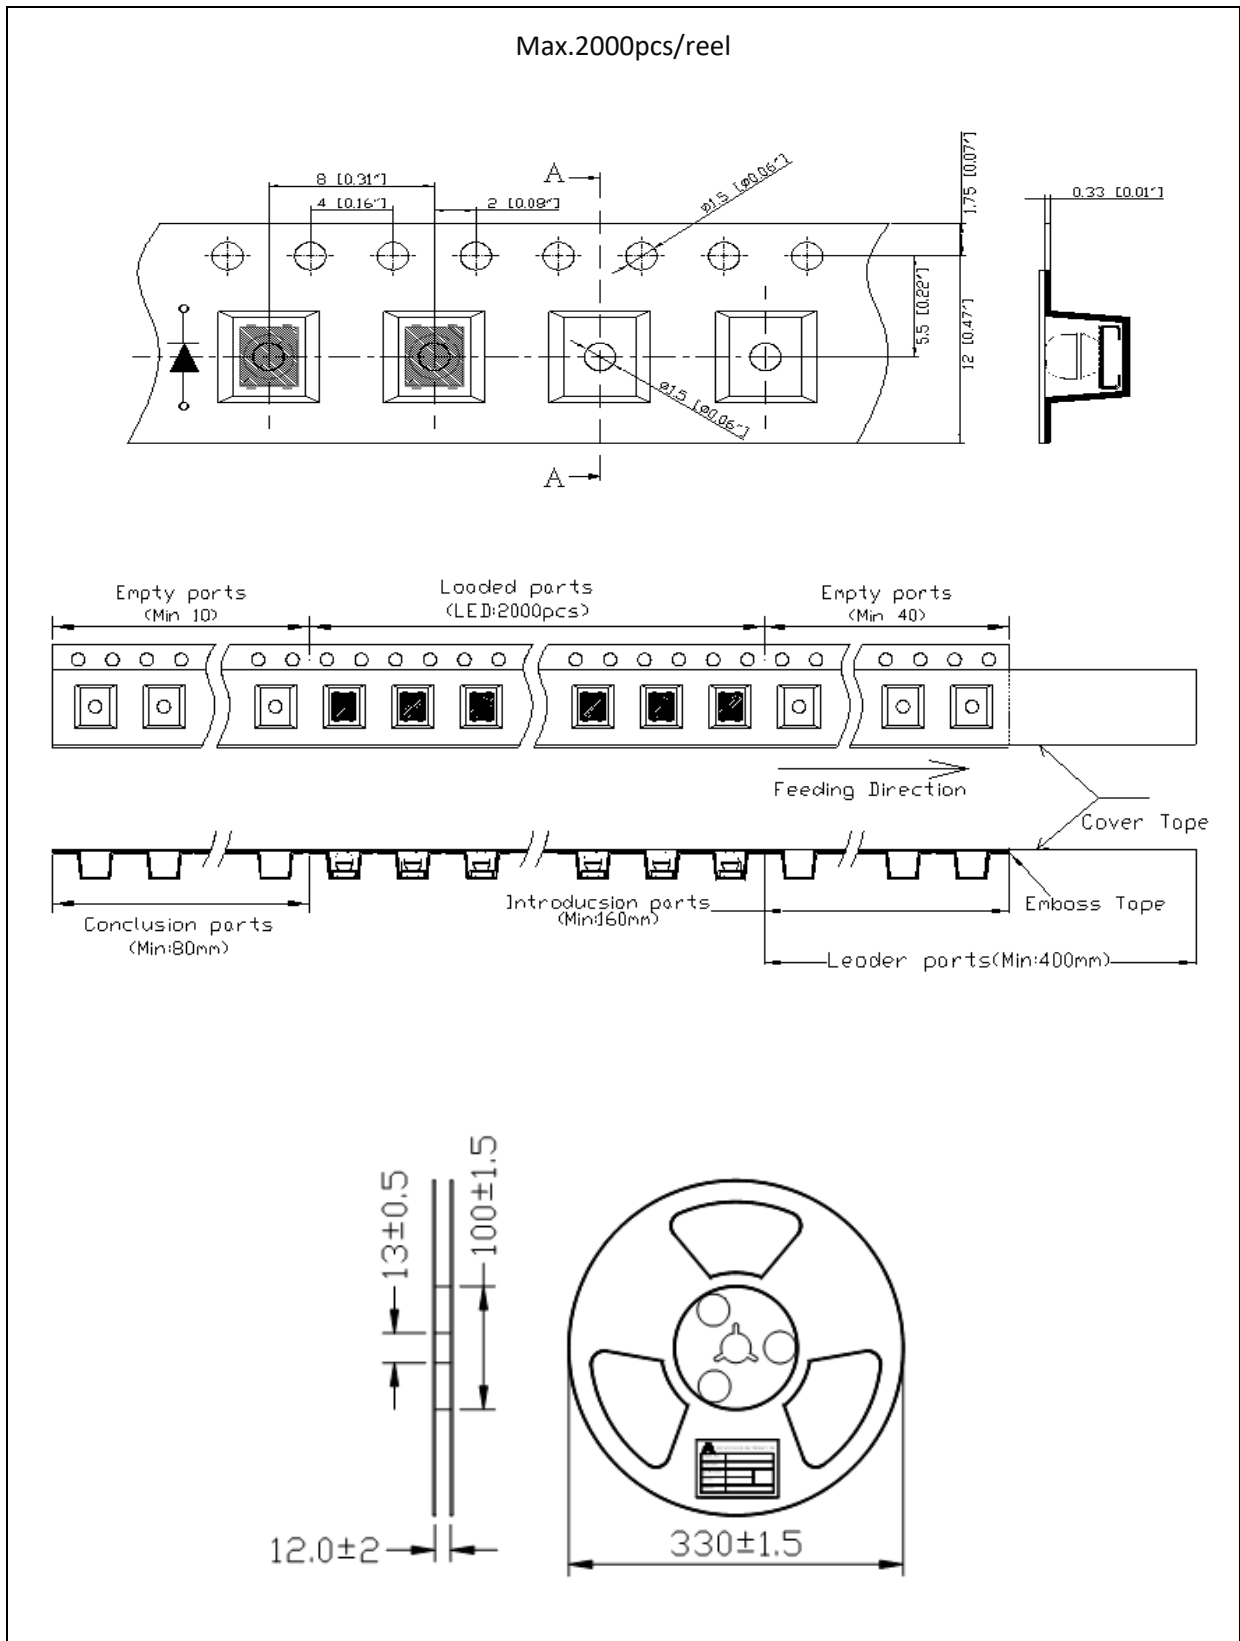 Max.2000pcs/reel
A
8 [0.31"]
4 [0.16"]
2 [0.08"]
ø1.5 [ø0.06"]
1.75 [0.07"]
0.33 [0.01"]
5.5 [0.22"]
12 [0.47"]
ø1.5 [ø0.06"]
A
Empty parts
(Min 10)
Loaded parts
(LED:2000pcs)
Empty parts
(Min 40)
Feeding Direction
Cover Tape
Conclusion parts
(Min:80mm)
Introducsion parts
(Min:160mm)
Emboss Tape
Leader parts(Min:400mm)
13±0.5
100±1.5
12.0±2
330±1.5